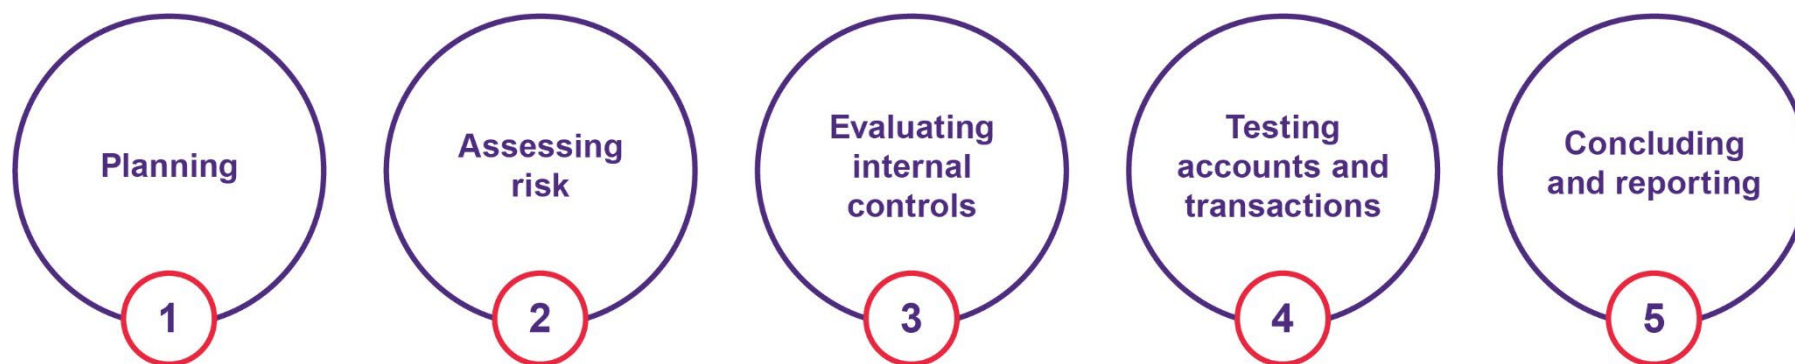 Planning
1
Assessing
risk
2
Evaluating
internal
controls
3
Testing
accounts and
transactions
4
Concluding
and reporting
5